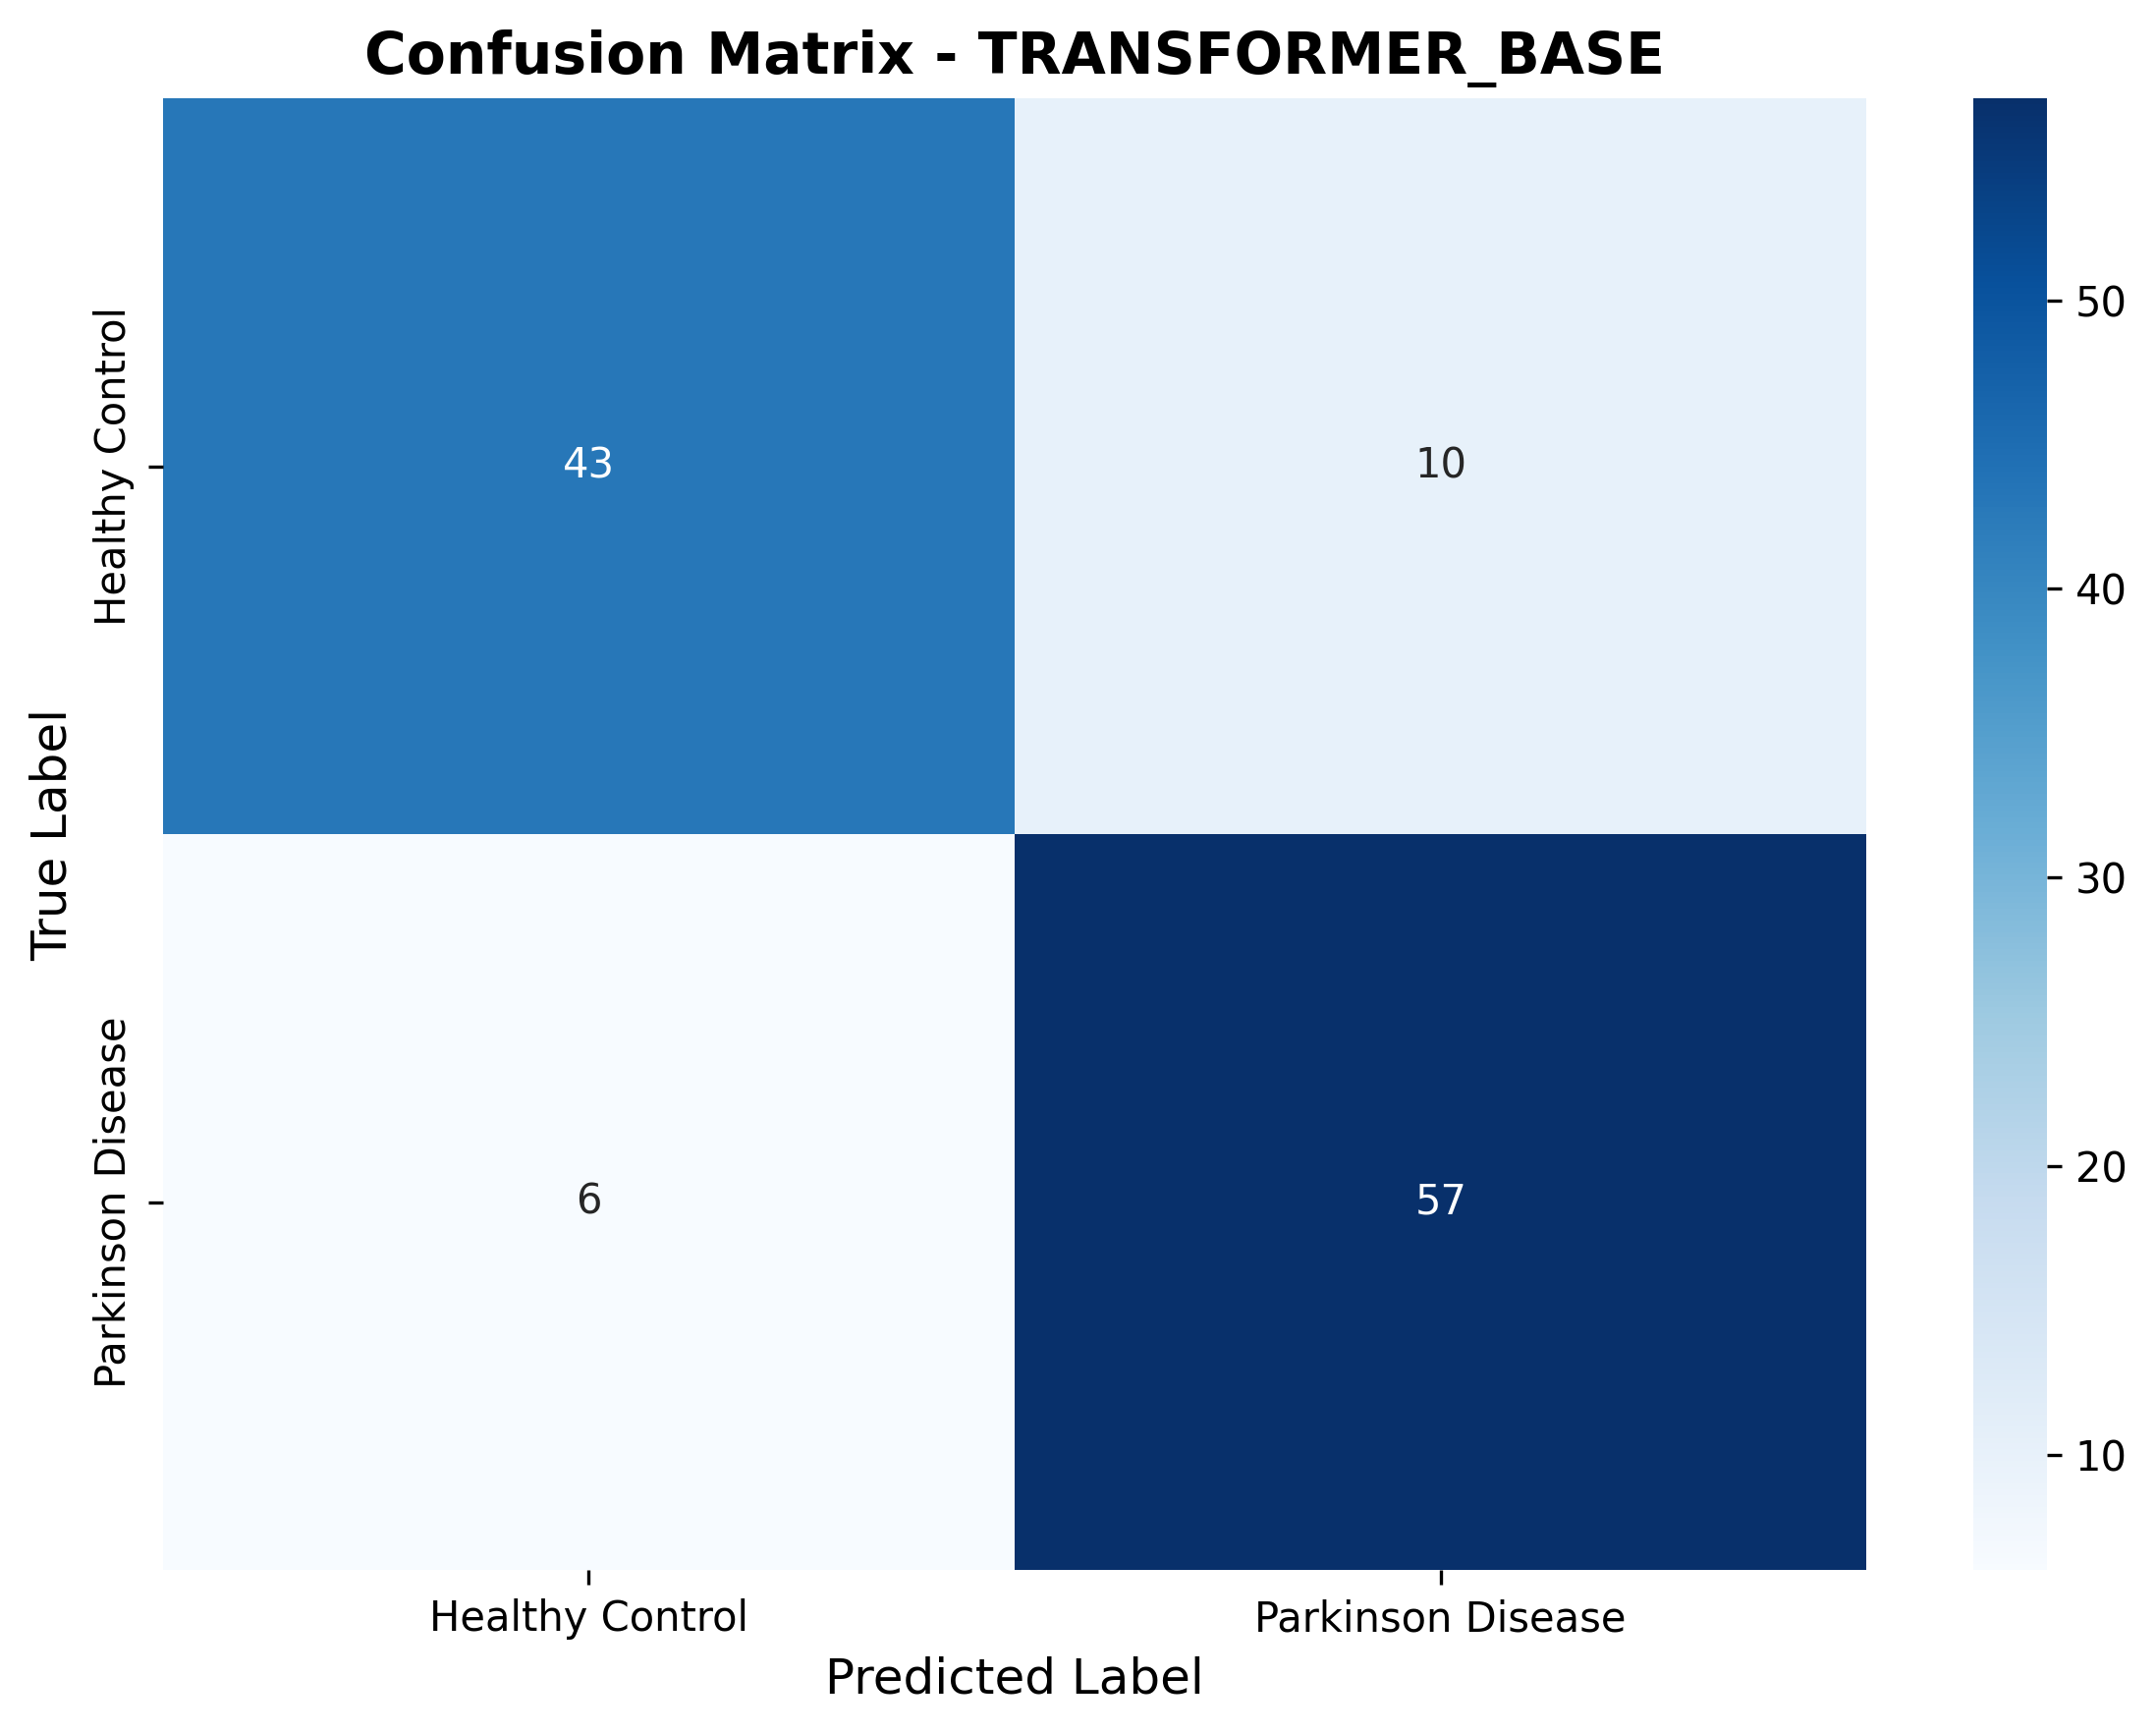 Confusion Matrix - TRANSFORMER_BASE
True Label
Healthy Control
Parkinson Disease
43
10
6
57
Healthy Control
Parkinson Disease
Predicted Label
50
40
30
20
10